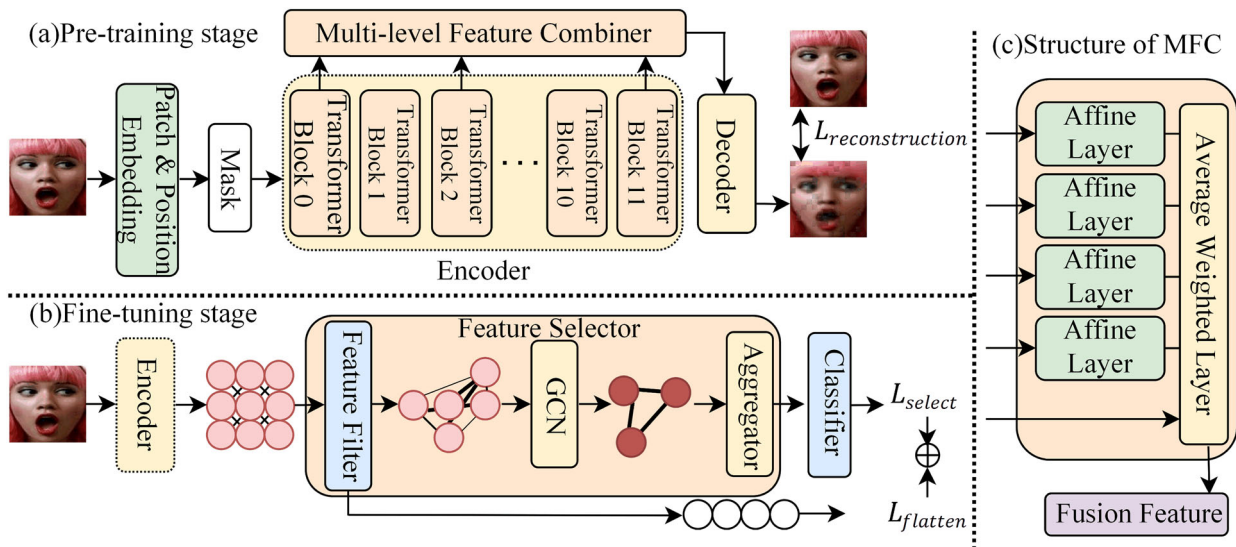 (a)Pre-training stage
Multi-level Feature Combiner
Patch & Position
Embedding
Mask
Transformer
Block 0
Transformer
Block 1
Transformer
Block 2
. . .
Transformer
Block 10
Transformer
Block 11
Encoder
Decoder
L_reconstruction
(b)Fine-tuning stage
Encoder
Feature Selector
Feature Filter
GCN
Aggregator
Classifier
L_select
L_flatten
(c)Structure of MFC
Affine
Layer
Affine
Layer
Affine
Layer
Affine
Layer
Average Weighted Layer
Fusion Feature